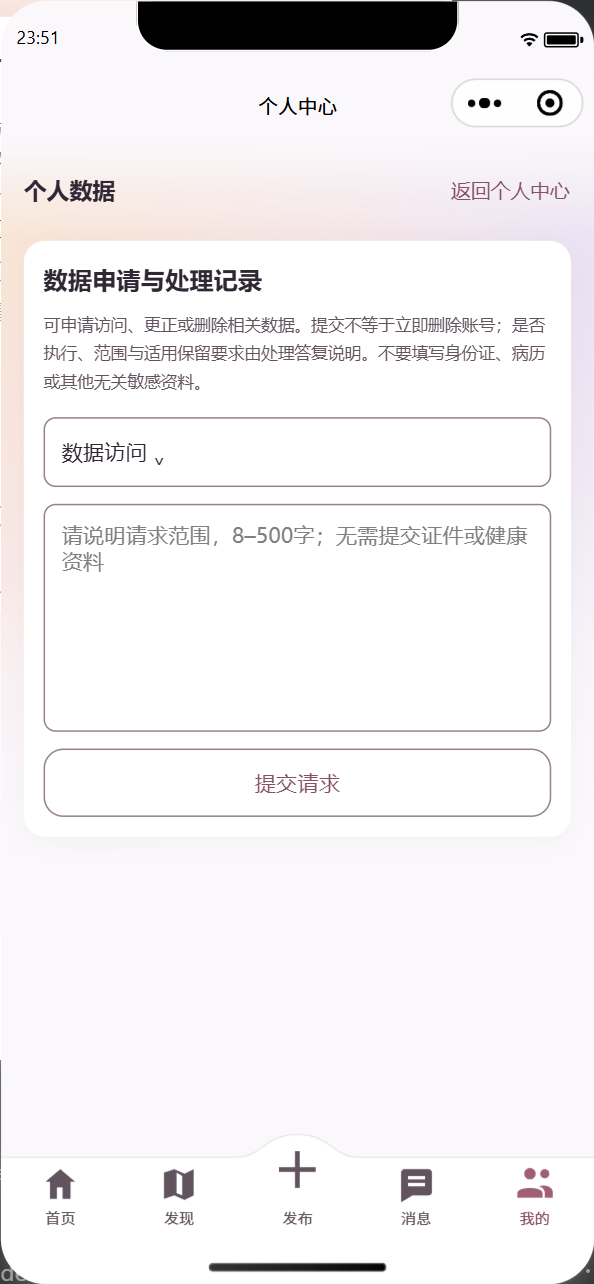 23:51
个人中心
个人数据
返回个人中心
数据申请与处理记录
可申请访问、更正或删除相关数据。提交不等于立即删除账号；是否
执行、范围与适用保留要求由处理答复说明。不要填写身份证、病历
或其他无关敏感资料。
数据访问
请说明请求范围，8–500字；无需提交证件或健康
资料
提交请求
首页
发现
发布
消息
我的